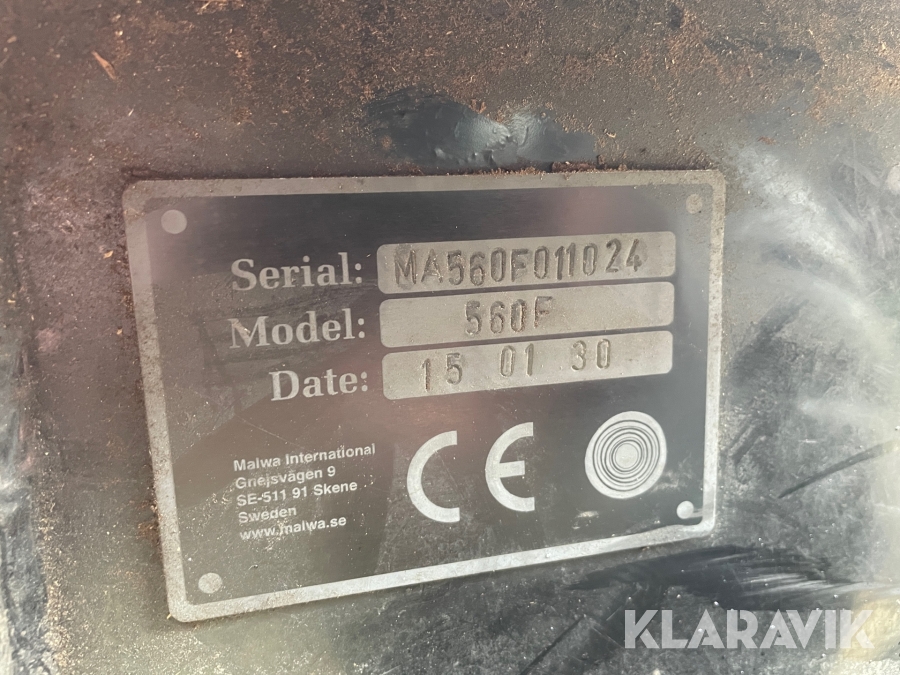 Serial: MA560F011024
Model: 560F
Date: 15 01 30
Malwa International
Griejsvägen 9
SE-511 91 Skene
Sweden
www.malwa.se
CE
KLARAVIK